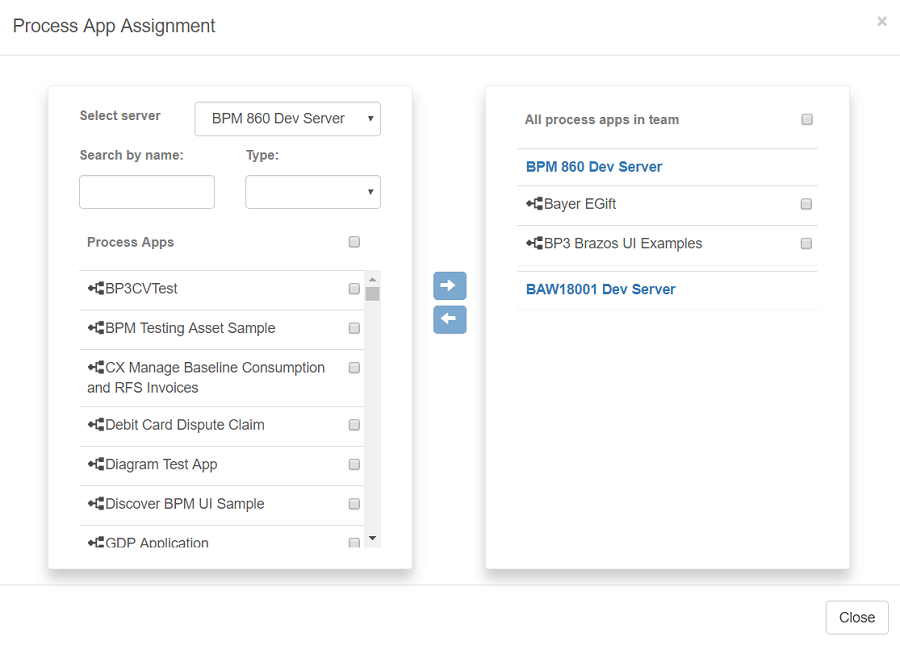 Process App Assignment
×
Select server
BPM 860 Dev Server
Search by name:
Type:
Process Apps
BP3CVTest
BPM Testing Asset Sample
CX Manage Baseline Consumption
and RFS Invoices
Debit Card Dispute Claim
Diagram Test App
Discover BPM UI Sample
GDP Application
All process apps in team
BPM 860 Dev Server
Bayer EGift
BP3 Brazos UI Examples
BAW18001 Dev Server
Close